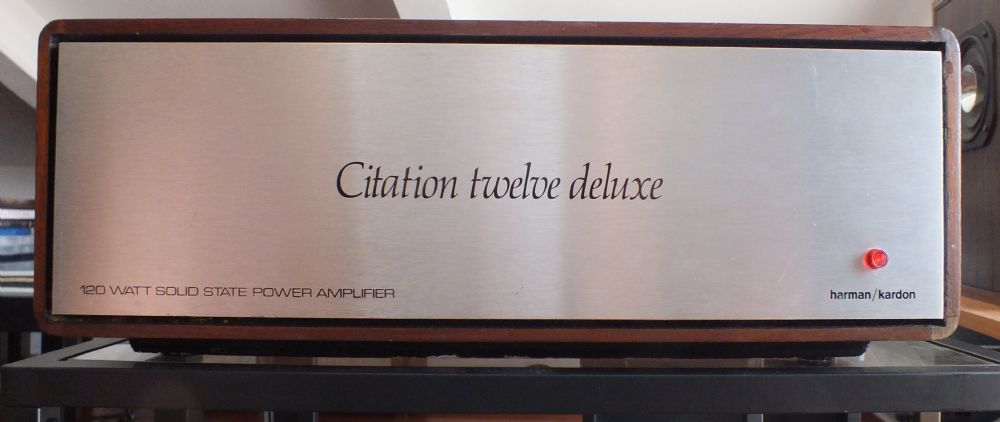 Citation twelve deluxe
120 WATT SOLID STATE POWER AMPLIFIER
harman/kardon